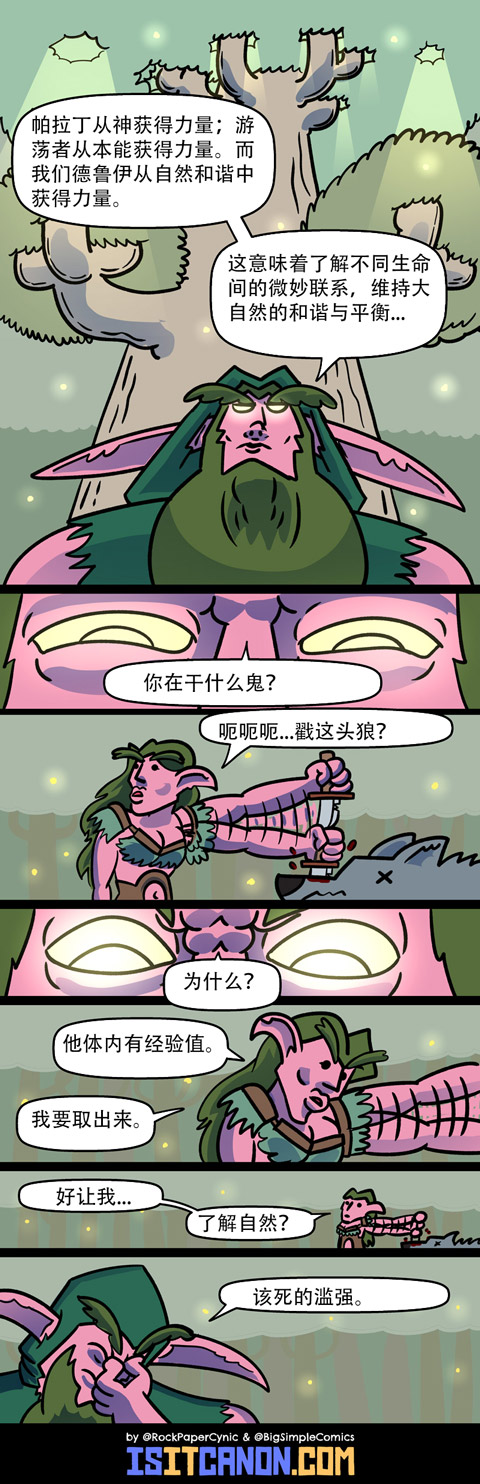 帕拉丁从神获得力量；游
荡者从本能获得力量。而
我们德鲁伊从自然和谐中
获得力量。
这意味着了解不同生命
间的微妙联系，维持大
自然的和谐与平衡...
你在干什么鬼？
呃呃呃...戳这头狼？
为什么？
他体内有经验值。
我要取出来。
好让我...
了解自然？
该死的滥强。
by @RockPaperCynic & @BigSimpleComics
ISITCANON.COM